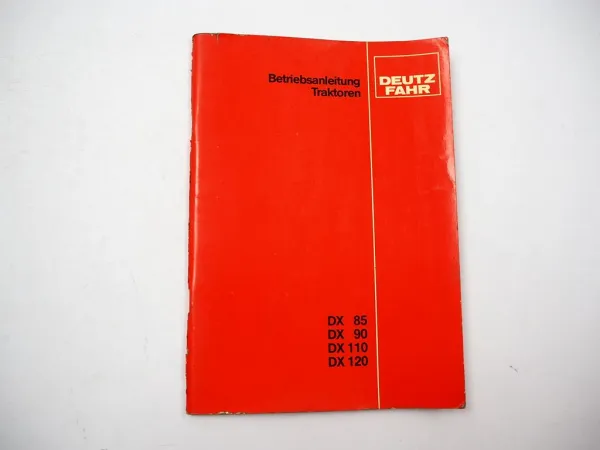 Betriebsanleitung
Traktoren
DEUTZ
FAHR
DX 85
DX 90
DX 110
DX 120